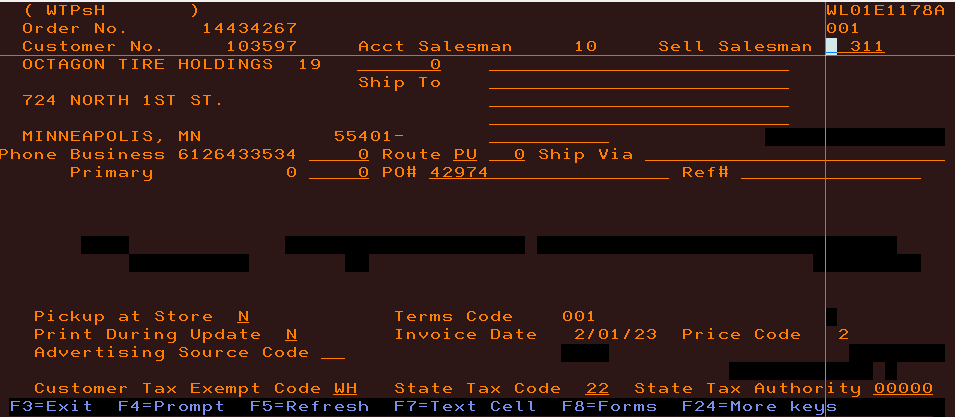 ( WTPsH ) WL01E1178A
Order No. 14434267 001
Customer No. 103597 Acct Salesman 10 Sell Salesman 311
OCTAGON TIRE HOLDINGS 19 0
Ship To
724 NORTH 1ST ST.
MINNEAPOLIS, MN 55401-
Phone Business 6126433534 0 Route PU 0 Ship Via
Primary 0 0 PO# 42974 Ref#
Pickup at Store N Terms Code 001
Print During Update N Invoice Date 2/01/23 Price Code 2
Advertising Source Code
Customer Tax Exempt Code WH State Tax Code 22 State Tax Authority 00000
F3=Exit F4=Prompt F5=Refresh F7=Text Cell F8=Forms F24=More keys